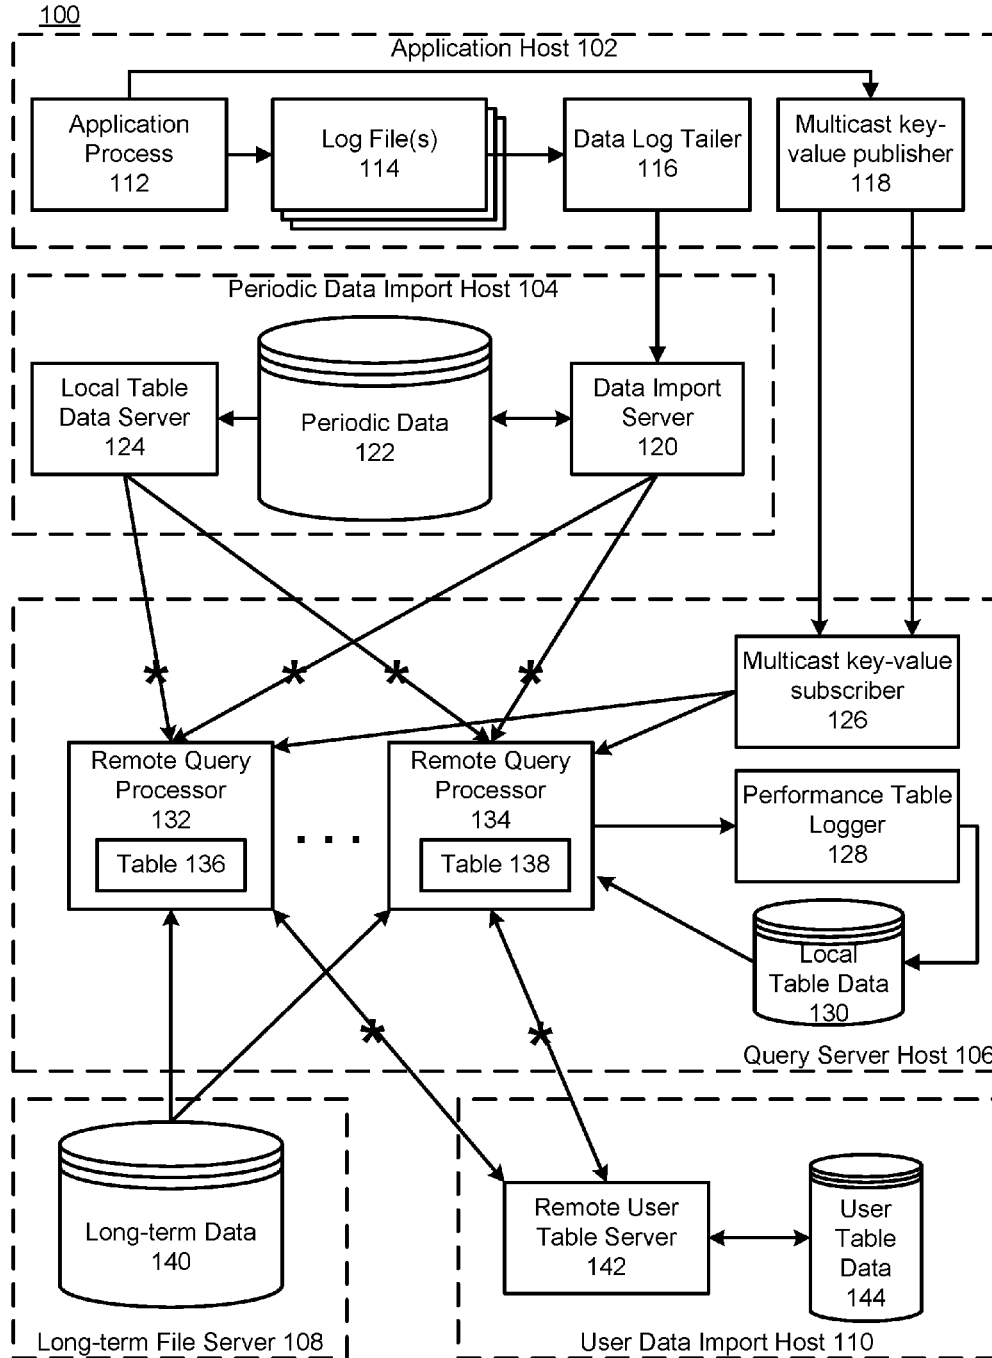 100
Application Host 102
Application
Process
112
Log File(s)
114
Data Log Tailer
116
Multicast key-
value publisher
118
Periodic Data Import Host 104
Local Table
Data Server
124
Periodic Data
122
Data Import
Server
120
Multicast key-value
subscriber
126
Remote Query
Processor
132
Table 136
. . .
Remote Query
Processor
134
Table 138
Performance Table
Logger
128
Local
Table Data
130
Query Server Host 106
Long-term Data
140
Long-term File Server 108
Remote User
Table Server
142
User
Table
Data
144
User Data Import Host 110